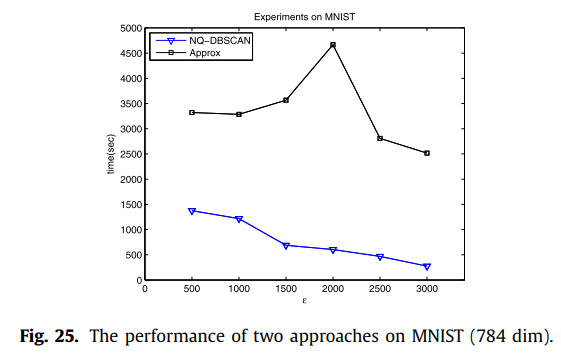 Experiments on MNIST
5000
4500
4000
3500
3000
2500
2000
1500
1000
500
0
time(sec)
NQ−DBSCAN
Approx
0 500 1000 1500 2000 2500 3000
ε
Fig. 25. The performance of two approaches on MNIST (784 dim).